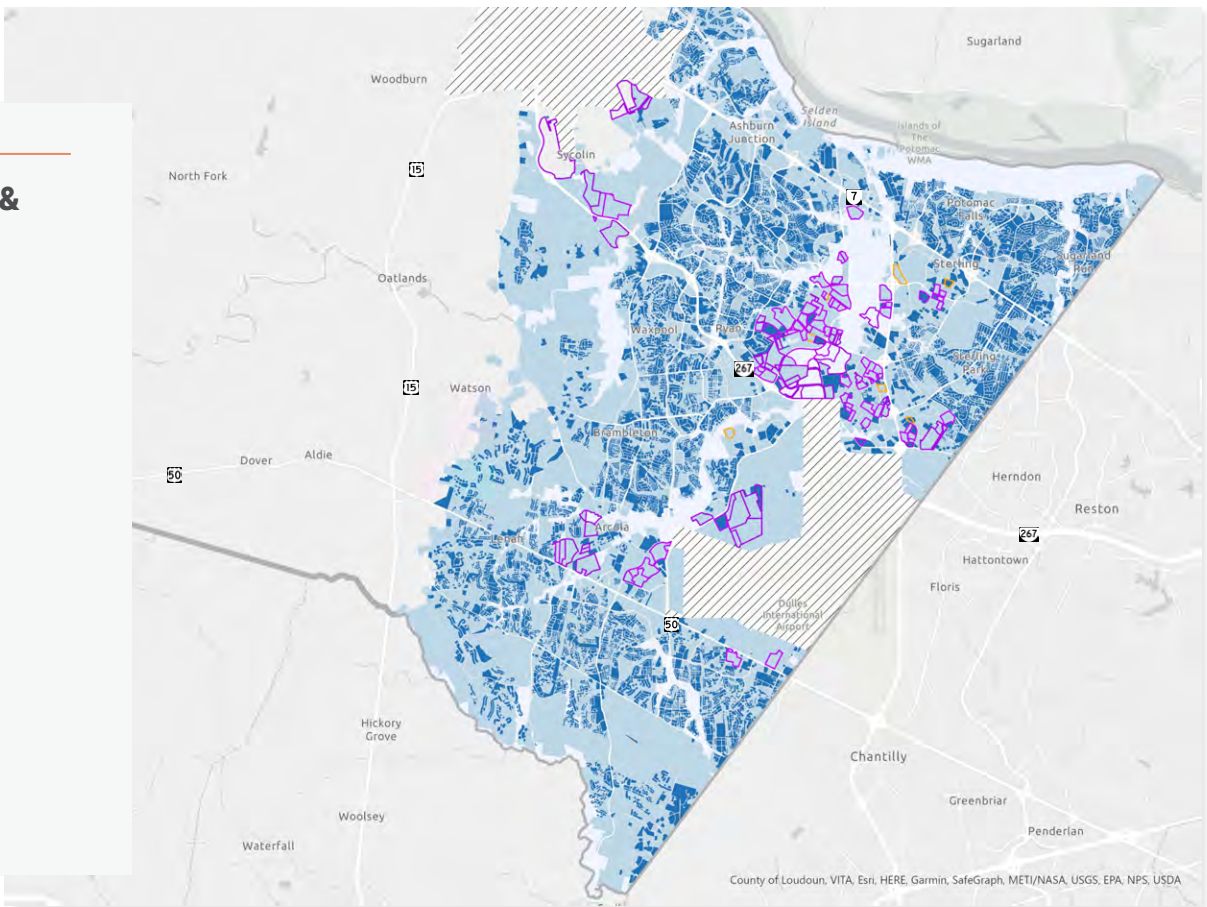 &
Sugarland
Woodburn
Selden
Island
Ashburn
Junction
Islands of
The
Potomac
WMA
Sycolin
15
North Fork
7
Potomac
Falls
Sterling
Sugarland
Run
Oatlands
Waxpool
Ryan
Sterling
Park
267
15
Watson
Brambleton
50
Dover
Aldie
Herndon
Reston
Arcola
Lenah
267
Hattontown
Floris
Dulles
International
Airport
50
Hickory
Grove
Chantilly
Greenbriar
Woolsey
Penderlan
Waterfall
County of Loudoun, VITA, Esri, HERE, Garmin, SafeGraph, METI/NASA, USGS, EPA, NPS, USDA